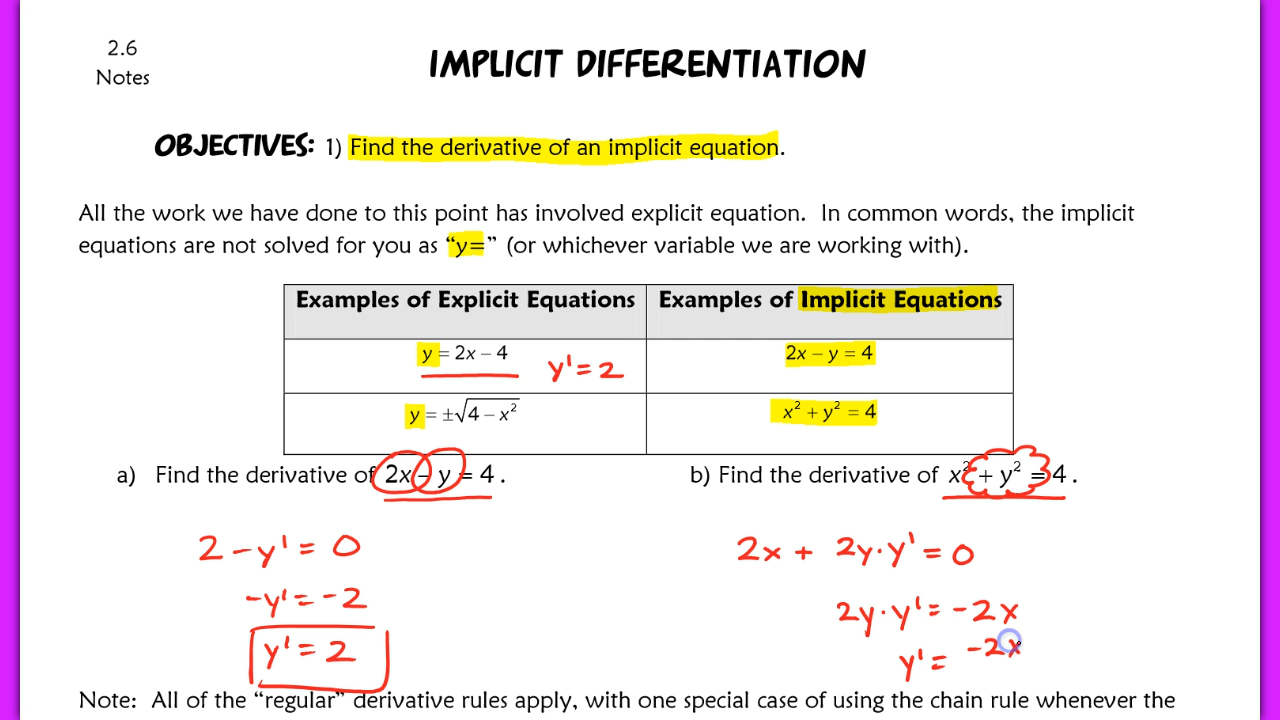 2.6
Notes
IMPLICIT DIFFERENTIATION
OBJECTIVES: 1) Find the derivative of an implicit equation.
All the work we have done to this point has involved explicit equation. In common words, the implicit
equations are not solved for you as “y=” (or whichever variable we are working with).
Examples of Explicit Equations Examples of Implicit Equations
y = 2x – 4 y' = 2 2x – y = 4
y = ±√4 – x² x² + y² = 4
a) Find the derivative of 2x – y = 4 . b) Find the derivative of x² + y² = 4 .
2 - y' = 0 2x + 2y·y' = 0
-y' = -2 2y·y' = -2x
y' = 2 y' = -2x
Note: All of the “regular” derivative rules apply, with one special case of using the chain rule whenever the